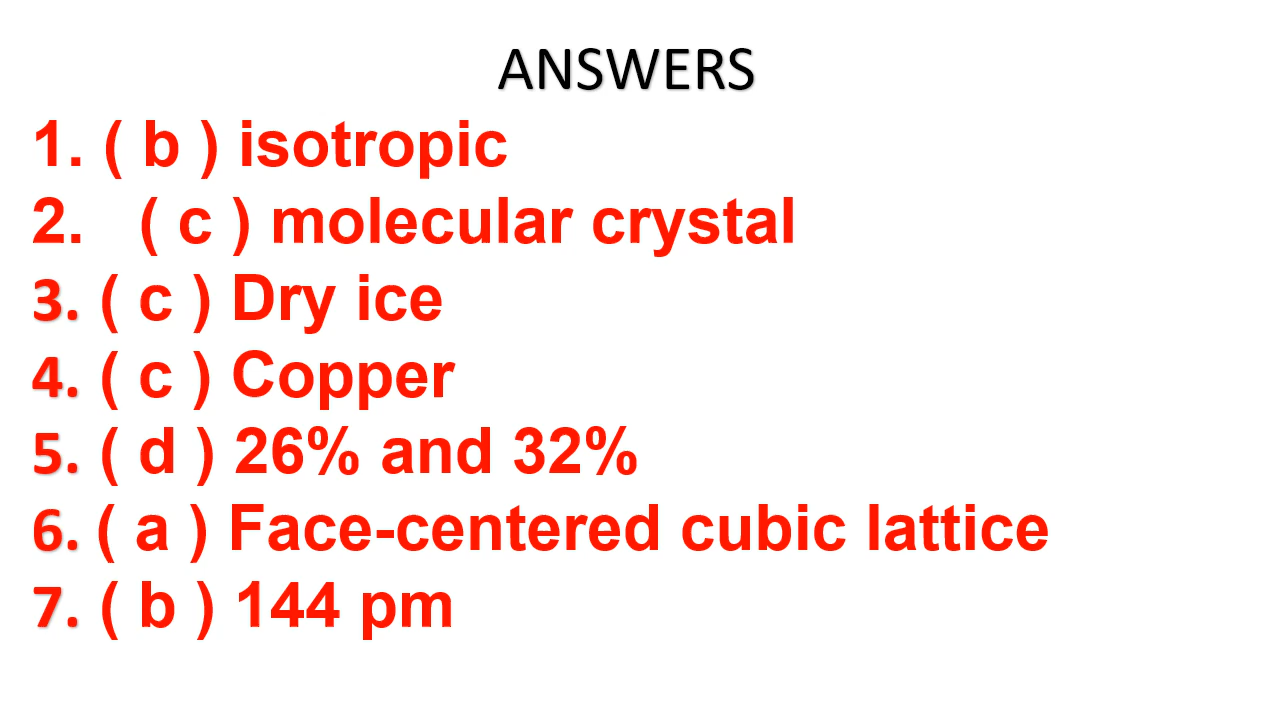 ANSWERS
1. ( b ) isotropic
2. ( c ) molecular crystal
3. ( c ) Dry ice
4. ( c ) Copper
5. ( d ) 26% and 32%
6. ( a ) Face-centered cubic lattice
7. ( b ) 144 pm